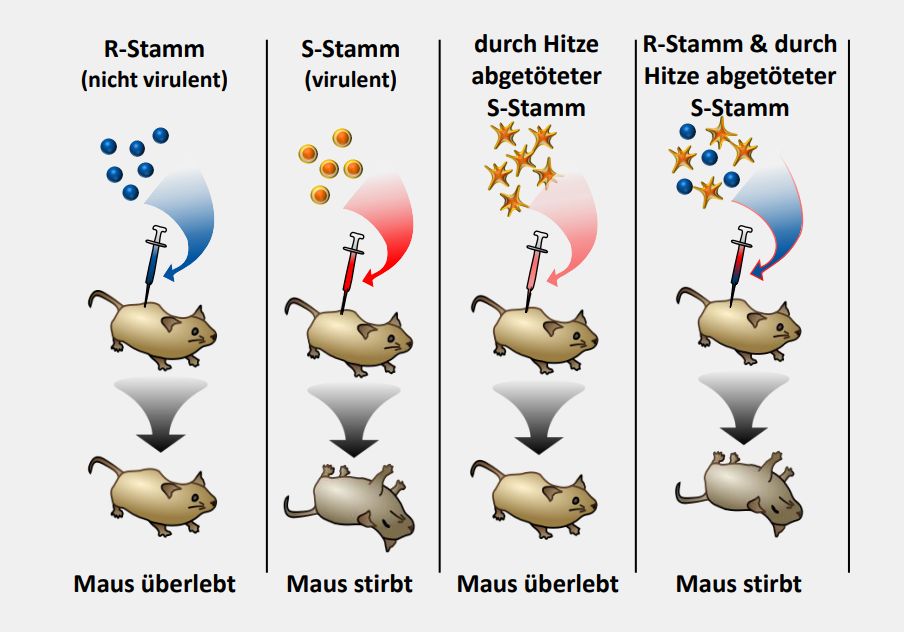 R-Stamm
(nicht virulent)
S-Stamm
(virulent)
durch Hitze
abgetöteter
S-Stamm
R-Stamm & durch
Hitze abgetöteter
S-Stamm
Maus überlebt
Maus stirbt
Maus überlebt
Maus stirbt